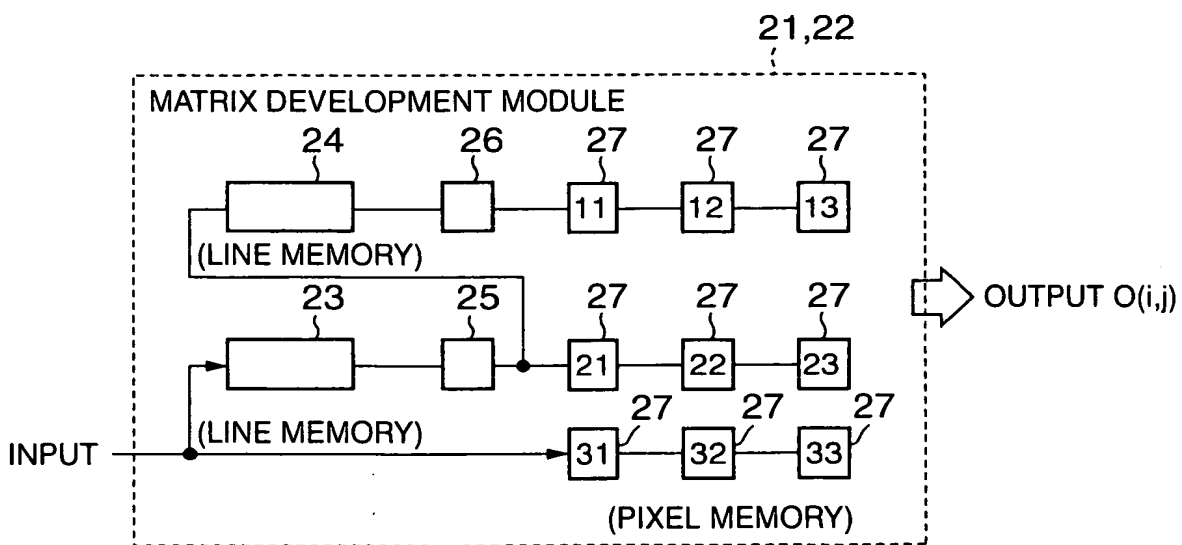 21,22
MATRIX DEVELOPMENT MODULE
24 26 27 27 27
11 12 13
(LINE MEMORY)
23 25 27 27 27
OUTPUT O(i,j)
21 22 23
27 27 27
(LINE MEMORY)
INPUT
31 32 33
(PIXEL MEMORY)